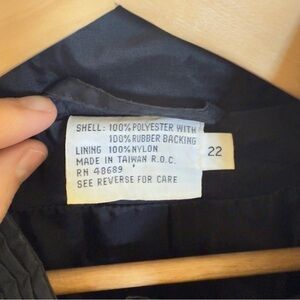 SHELL: 100% POLYESTER WITH
100% RUBBER BACKING
LINING 100% NYLON
MADE IN TAIWAN R.O.C.
RN 48689
SEE REVERSE FOR CARE
22